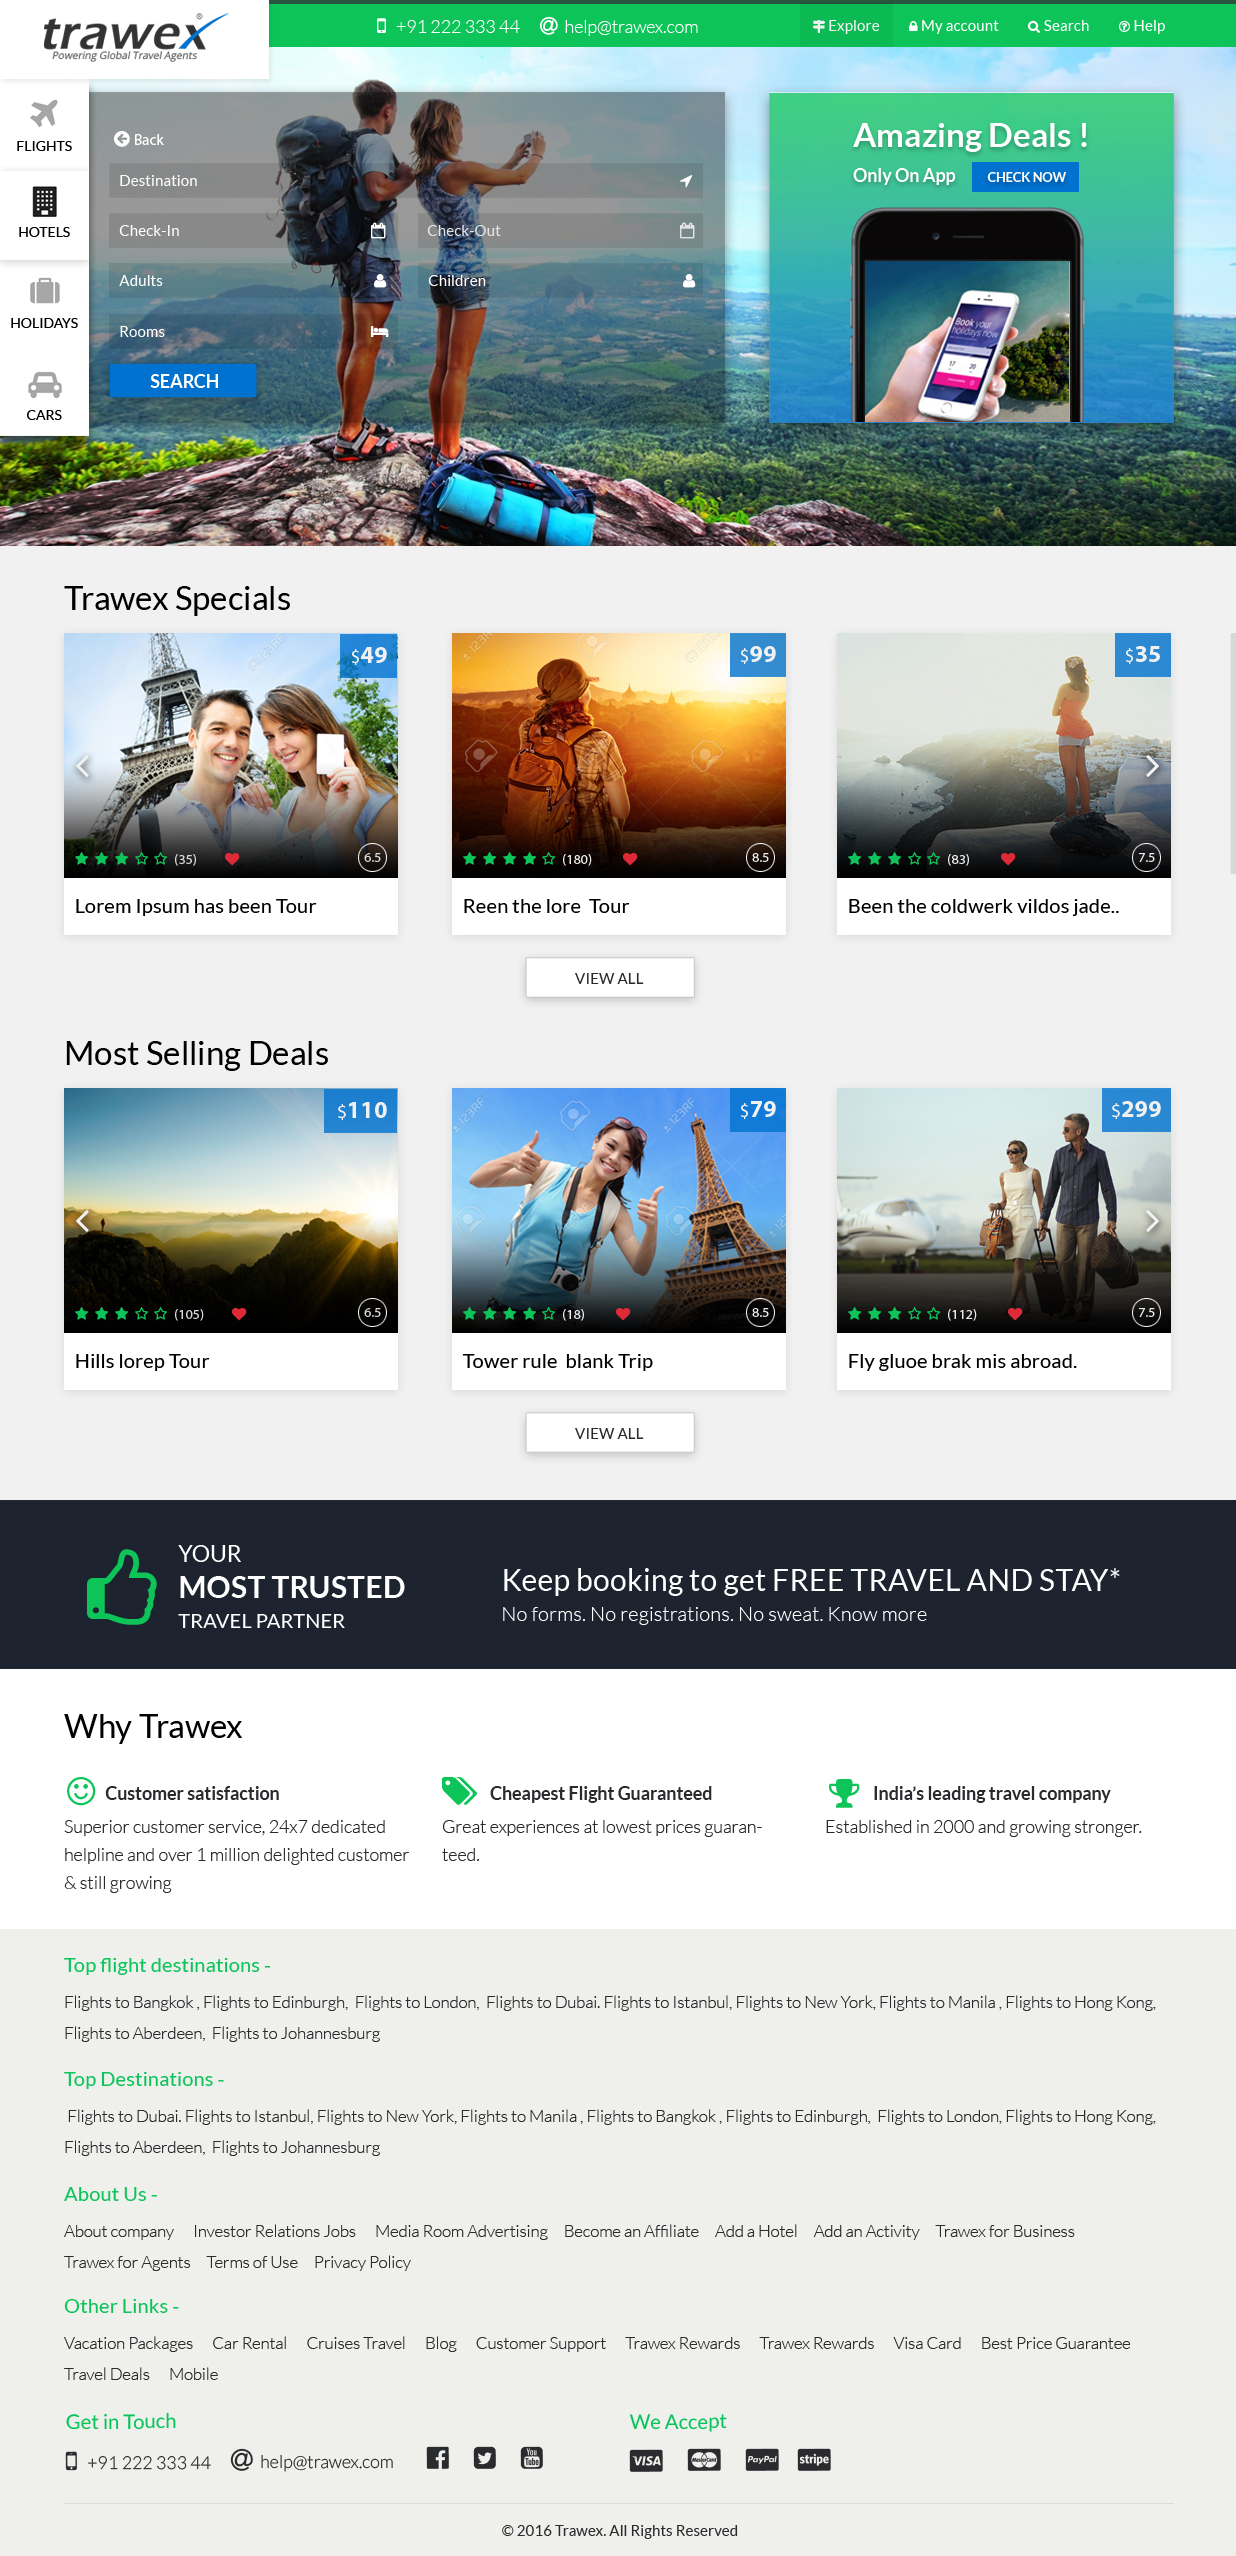 trawex®
Powering Global Travel Agents
+91 222 333 44 help@trawex.com
Explore My account Search Help
FLIGHTS
HOTELS
HOLIDAYS
CARS
Back
Destination
Check-In Check-Out
Adults Children
Rooms
SEARCH
Amazing Deals !
Only On App CHECK NOW
Book your
holidays now
17 20
Trawex Specials
$49
(35) 6.5
Lorem Ipsum has been Tour
123RF
$99
(180) 8.5
Reen the lore Tour
$35
(83) 7.5
Been the coldwerk vildos jade..
VIEW ALL
Most Selling Deals
$110
(105) 6.5
Hills lorep Tour
123RF 123RF
$79
(18) 8.5
Tower rule blank Trip
$299
(112) 7.5
Fly gluoe brak mis abroad.
VIEW ALL
YOUR
MOST TRUSTED
TRAVEL PARTNER
Keep booking to get FREE TRAVEL AND STAY*
No forms. No registrations. No sweat. Know more
Why Trawex
Customer satisfaction
Superior customer service, 24x7 dedicated
helpline and over 1 million delighted customer
& still growing
Cheapest Flight Guaranteed
Great experiences at lowest prices guaran-
teed.
India’s leading travel company
Established in 2000 and growing stronger.
Top flight destinations -
Flights to Bangkok , Flights to Edinburgh, Flights to London, Flights to Dubai. Flights to Istanbul, Flights to New York, Flights to Manila , Flights to Hong Kong,
Flights to Aberdeen, Flights to Johannesburg
Top Destinations -
Flights to Dubai. Flights to Istanbul, Flights to New York, Flights to Manila , Flights to Bangkok , Flights to Edinburgh, Flights to London, Flights to Hong Kong,
Flights to Aberdeen, Flights to Johannesburg
About Us -
About company Investor Relations Jobs Media Room Advertising Become an Affiliate Add a Hotel Add an Activity Trawex for Business
Trawex for Agents Terms of Use Privacy Policy
Other Links -
Vacation Packages Car Rental Cruises Travel Blog Customer Support Trawex Rewards Trawex Rewards Visa Card Best Price Guarantee
Travel Deals Mobile
Get in Touch We Accept
+91 222 333 44 help@trawex.com You Tube VISA MasterCard PayPal stripe
© 2016 Trawex. All Rights Reserved